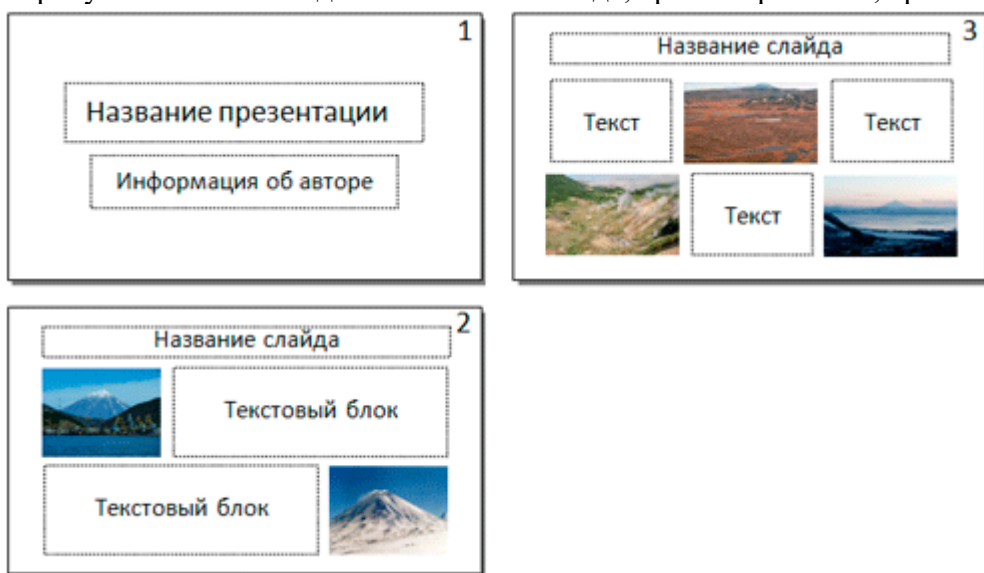 1
Название презентации
Информация об авторе
2
Название слайда
Текстовый блок
Текстовый блок
3
Название слайда
Текст
Текст
Текст